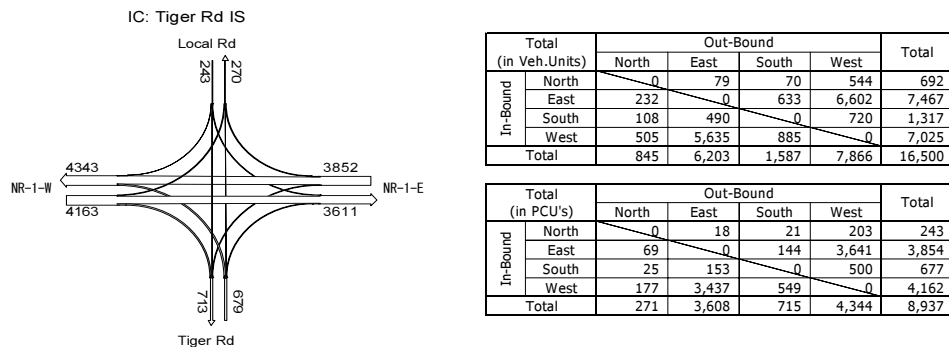 IC: Tiger Rd IS
Local Rd
243
270
4343
3852
NR-1-W
NR-1-E
4163
3611
713
679
Tiger Rd
Total (in Veh.Units) Out-Bound Total
North East South West
In-Bound
North 0 79 70 544 692
East 232 0 633 6,602 7,467
South 108 490 0 720 1,317
West 505 5,635 885 0 7,025
Total 845 6,203 1,587 7,866 16,500
Total (in PCU's) Out-Bound Total
North East South West
In-Bound
North 0 18 21 203 243
East 69 0 144 3,641 3,854
South 25 153 0 500 677
West 177 3,437 549 0 4,162
Total 271 3,608 715 4,344 8,937